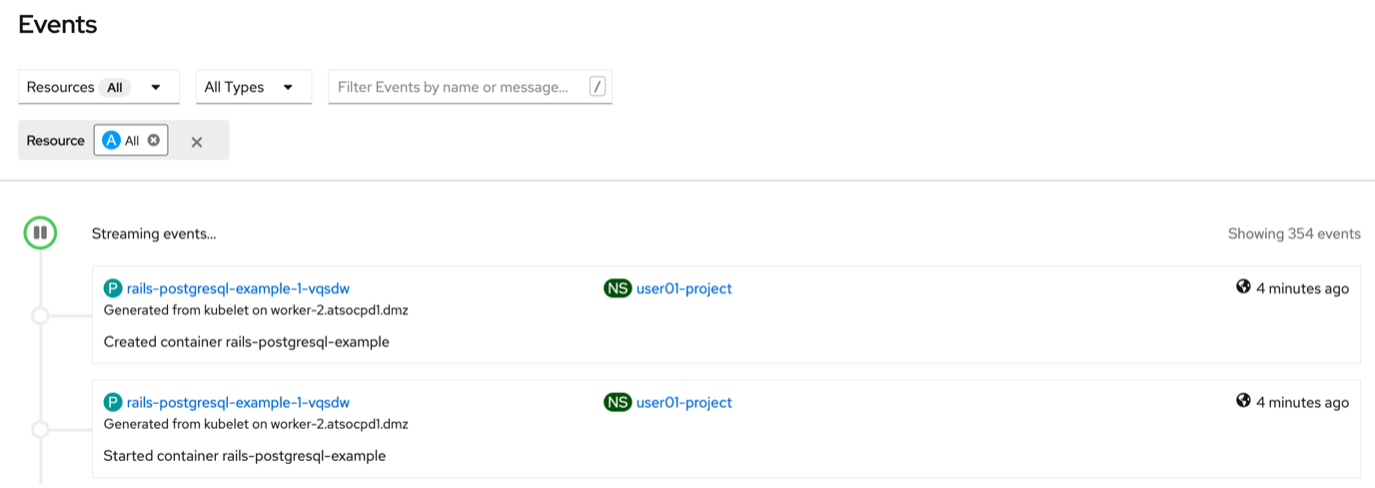 Events
Resources All All Types Filter Events by name or message... /
Resource A All
Streaming events... Showing 354 events
P rails-postgresql-example-1-vqsdw NS user01-project 4 minutes ago
Generated from kubelet on worker-2.atsocpd1.dmz
Created container rails-postgresql-example
P rails-postgresql-example-1-vqsdw NS user01-project 4 minutes ago
Generated from kubelet on worker-2.atsocpd1.dmz
Started container rails-postgresql-example